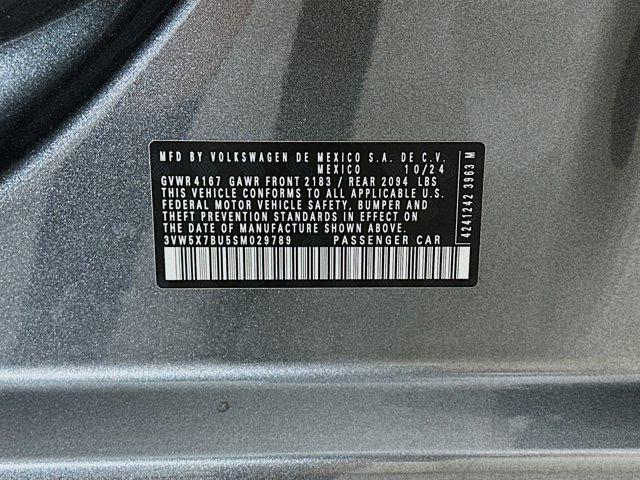 MFD BY VOLKSWAGEN DE MEXICO S.A. DE C.V.
MEXICO 10/24
GVWR 4167 GAWR FRONT 2183 / REAR 2094 LBS
THIS VEHICLE CONFORMS TO ALL APPLICABLE U.S.
FEDERAL MOTOR VEHICLE SAFETY, BUMPER AND
THEFT PREVENTION STANDARDS IN EFFECT ON
THE DATE OF MANUFACTURE SHOWN ABOVE
3VW5X7BU5SM029789 PASSENGER CAR
4241242 3963 M